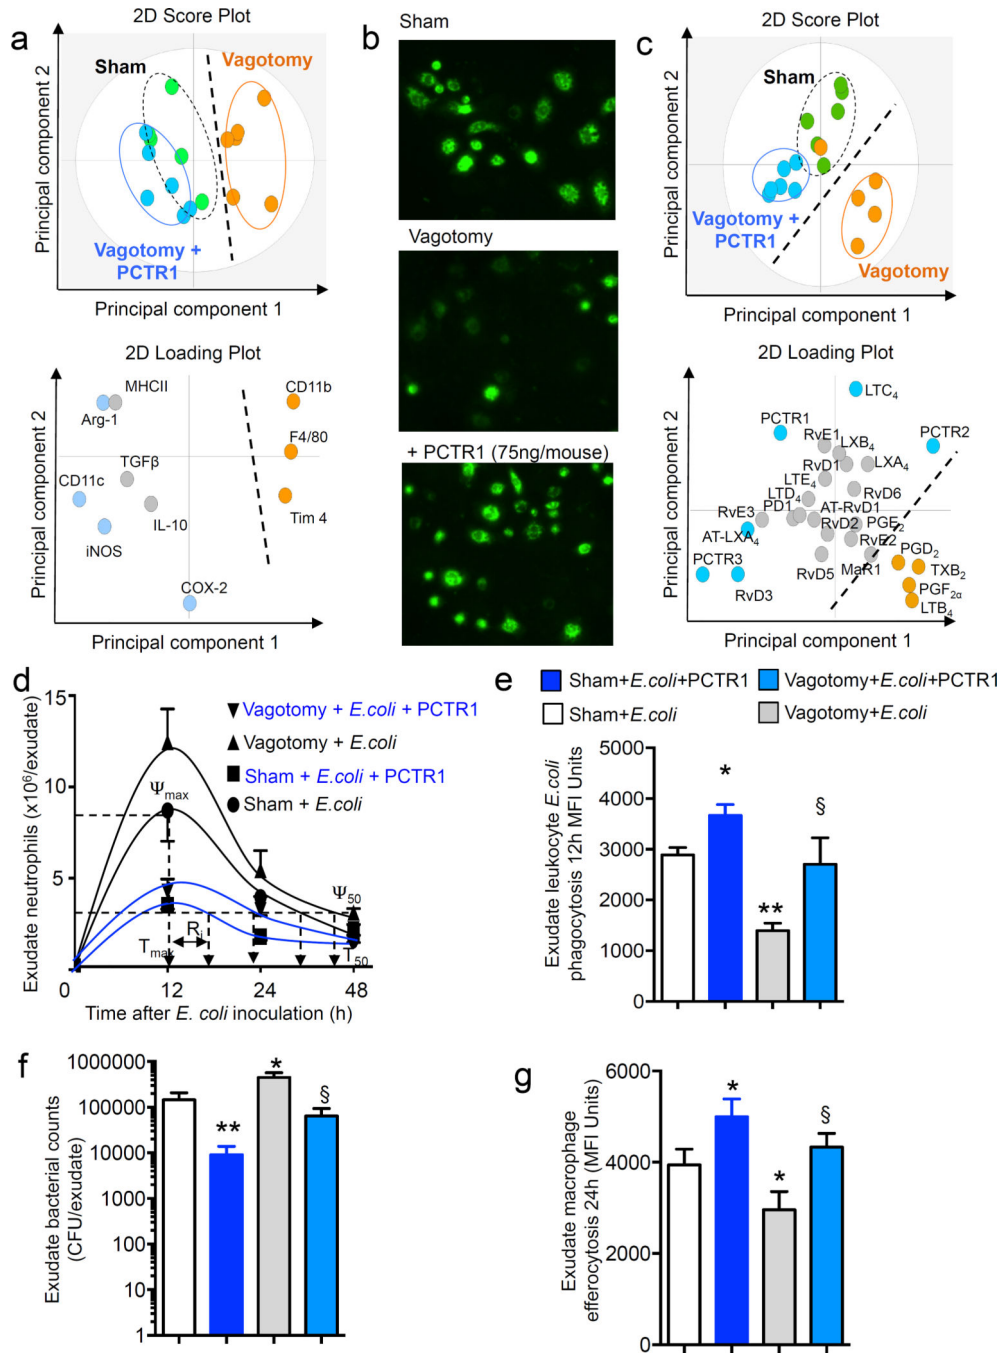 a
2D Score Plot
Sham
Vagotomy
Vagotomy +
PCTR1
Principal component 2
Principal component 1
2D Loading Plot
MHCII
Arg-1
CD11b
F4/80
TGFβ
CD11c
IL-10
Tim 4
iNOS
COX-2
Principal component 2
Principal component 1
b
Sham
Vagotomy
+ PCTR1 (75ng/mouse)
c
2D Score Plot
Sham
Vagotomy +
PCTR1
Vagotomy
Principal component 2
Principal component 1
2D Loading Plot
LTC₄
PCTR1
PCTR2
RvE1
LXB₄
RvD1
LXA₄
LTE₄
RvD6
LTD₄
PD1
AT-RvD1
RvE3
RvD2
PGE₂
AT-LXA₄
RvE2
PCTR3
RvD3
RvD5
MaR1
PGD₂
TXB₂
PGF₂α
LTB₄
Principal component 2
Principal component 1
d
Exudate neutrophils (x10⁶/exudate)
15
10
5
0
12
24
48
Time after E. coli inoculation (h)
Vagotomy + E.coli + PCTR1
Vagotomy + E.coli
Sham + E.coli + PCTR1
Sham + E.coli
Ψmax
Ψ50
Tmax
Ri
T50
e
Sham+E.coli+PCTR1
Vagotomy+E.coli+PCTR1
Sham+E.coli
Vagotomy+E.coli
Exudate leukocyte E.coli
phagocytosis 12h MFI Units
5000
4000
3000
2000
1000
0
*
**
§
f
Exudate bacterial counts
(CFU/exudate)
1000000
100000
10000
1000
100
10
1
**
*
§
g
Exudate macrophage
efferocytosis 24h (MFI Units)
6000
4000
2000
0
*
*
§